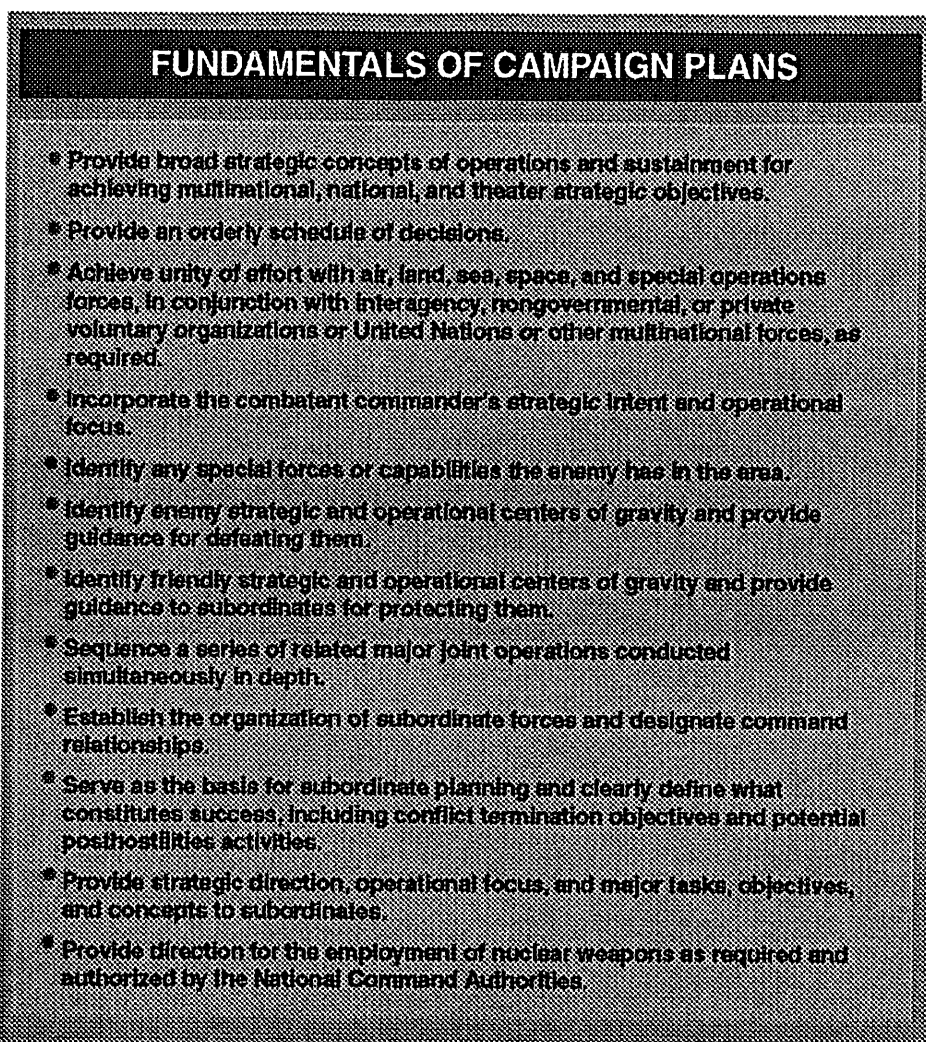 FUNDAMENTALS OF CAMPAIGN PLANS
• Provide broad strategic concepts of operations and sustainment for
achieving multinational, national, and theater strategic objectives.
• Provide an orderly schedule of decisions.
• Achieve unity of effort with air, land, sea, space, and special operations
forces, in conjunction with interagency, nongovernmental, or private
voluntary organizations or United Nations or other multinational forces, as
required.
• Incorporate the combatant commander's strategic intent and operational
focus.
• Identify any special forces or capabilities the enemy has in the area.
• Identify enemy strategic and operational centers of gravity and provide
guidance for defeating them.
• Identify friendly strategic and operational centers of gravity and provide
guidance to subordinates for protecting them.
• Sequence a series of related major joint operations conducted
simultaneously in depth.
• Establish the organization of subordinate forces and designate command
relationships.
• Serve as the basis for subordinate planning and clearly define what
constitutes success, including conflict termination objectives and potential
posthostilities activities.
• Provide strategic direction, operational focus, and major tasks, objectives,
and concepts to subordinates.
• Provide direction for the employment of nuclear weapons as required and
authorized by the National Command Authorities.